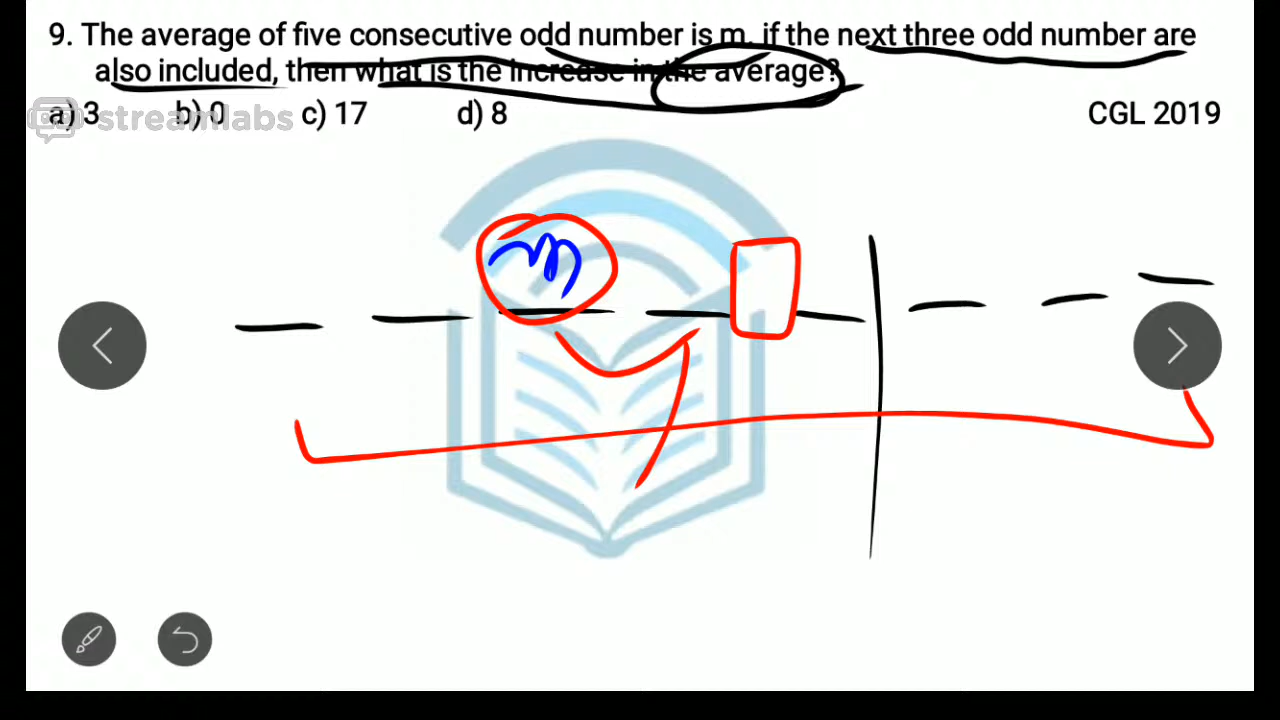 9. The average of five consecutive odd number is m. if the next three odd number are
also included, then what is the increase in the average?
a) 3 b) 0 c) 17 d) 8 CGL 2019
streamlabs
m